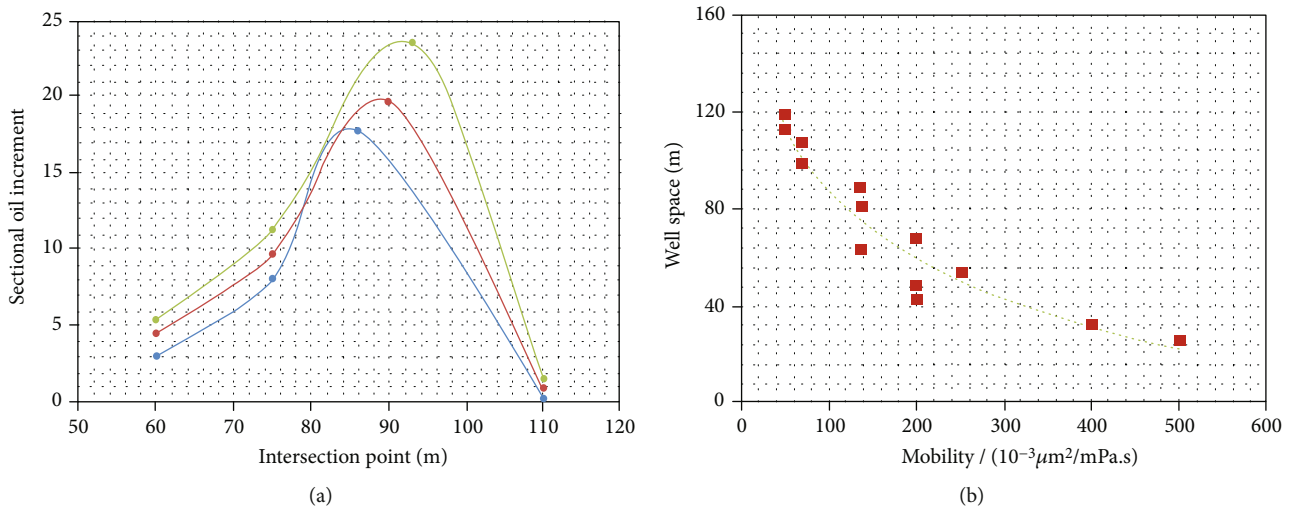 25
20
15
10
5
0
Sectional oil increment
50 60 70 80 90 100 110 120
Intersection point (m)
(a)
160
120
80
40
0
Well space (m)
0 100 200 300 400 500 600
Mobility / (10⁻³μm²/mPa.s)
(b)